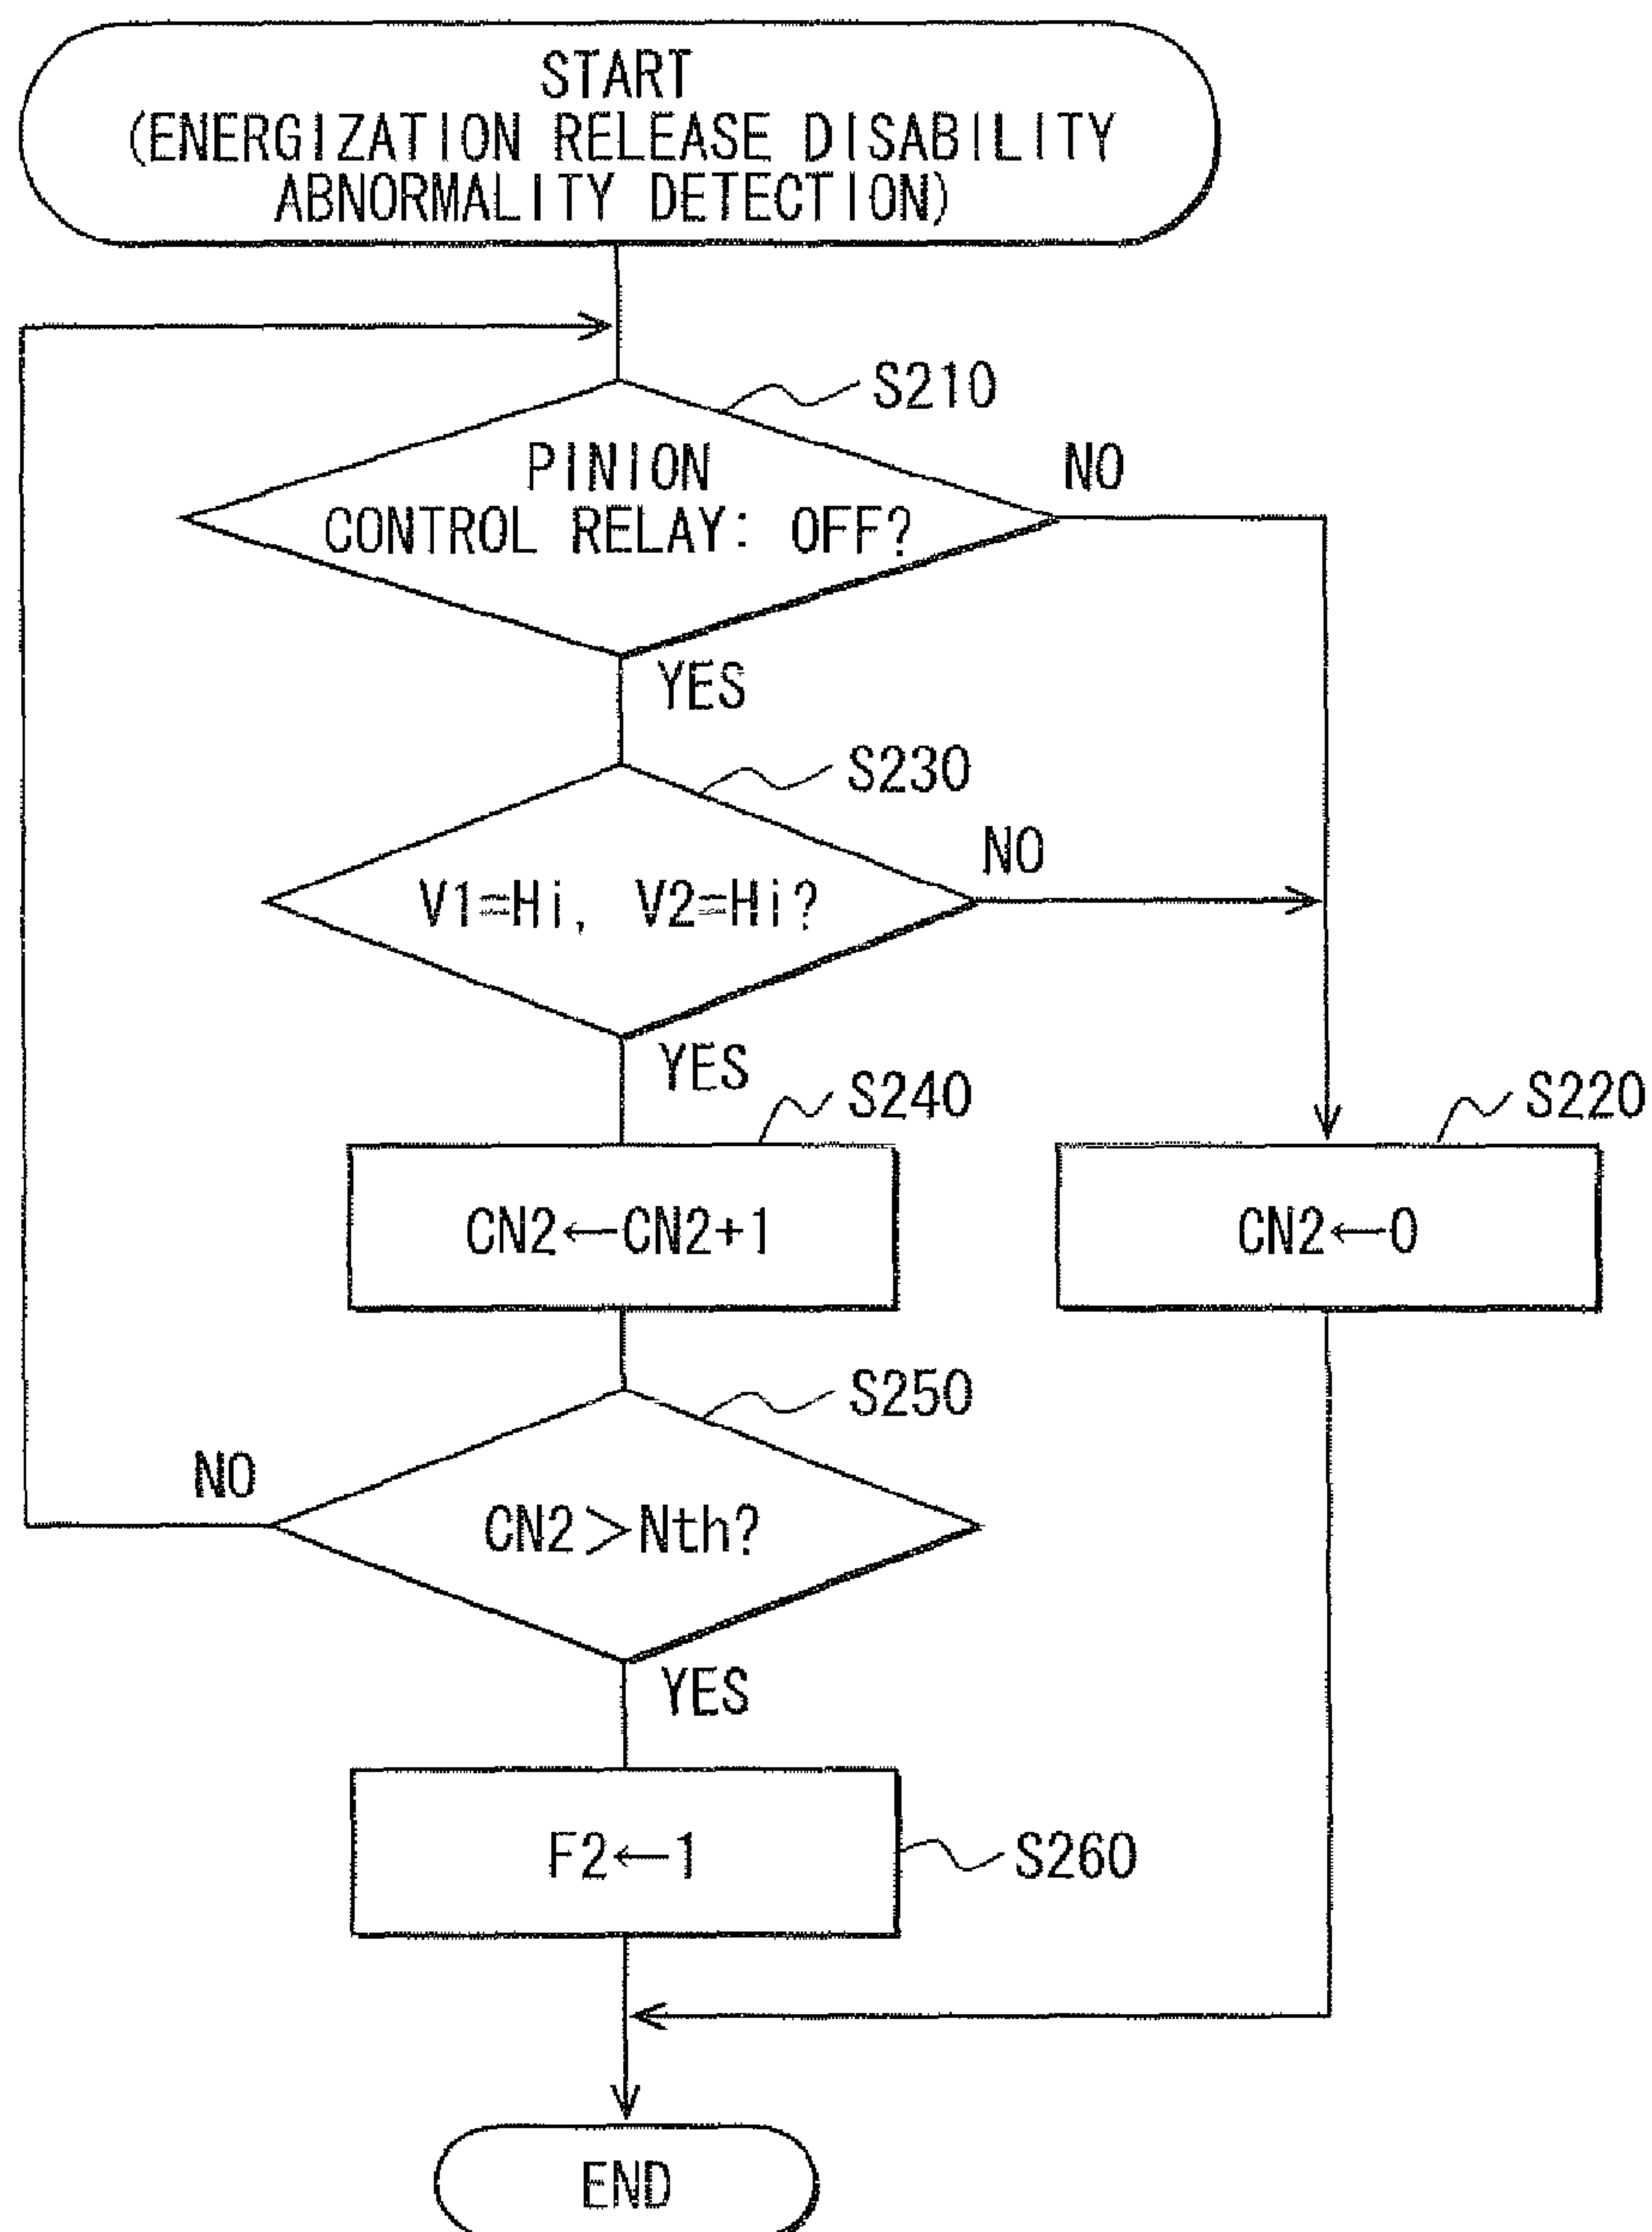 START
(ENERGIZATION RELEASE DISABILITY
ABNORMALITY DETECTION)
S210
PINION
CONTROL RELAY: OFF?
NO
YES
S230
V1=Hi, V2=Hi?
NO
YES
S240
CN2←CN2+1
S220
CN2←0
S250
NO
CN2>Nth?
YES
F2←1
S260
END